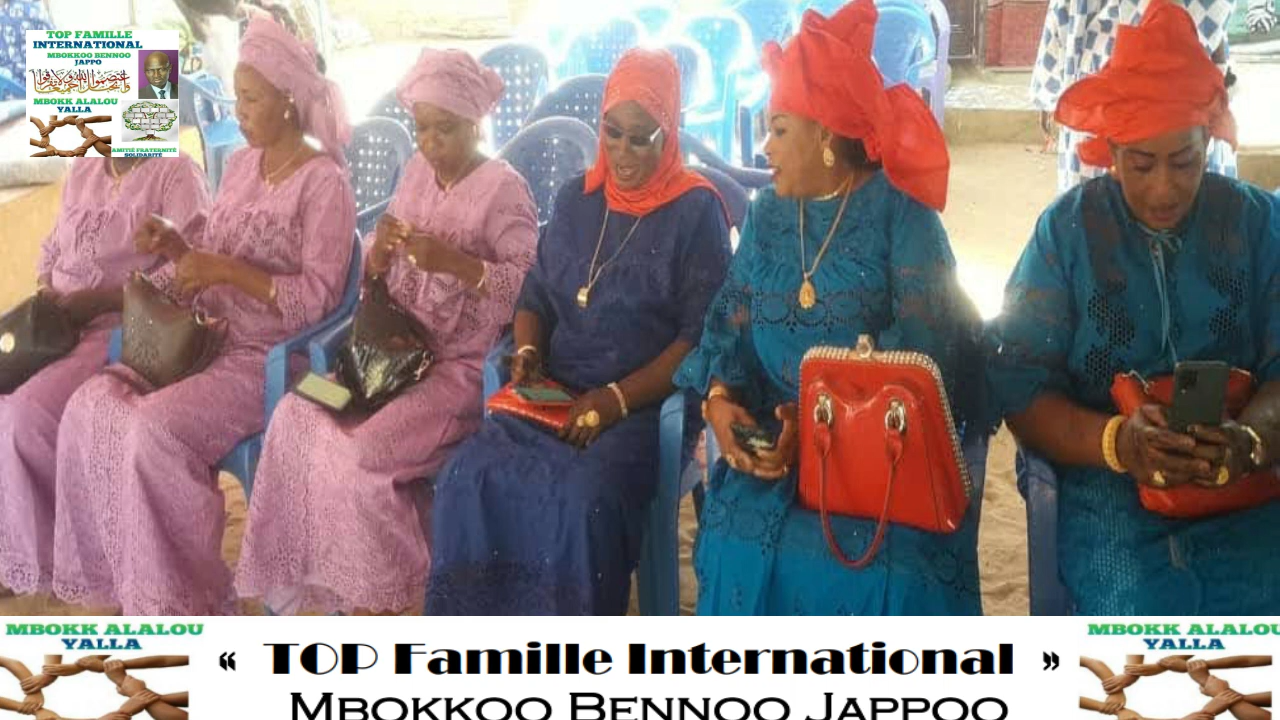 TOP FAMILLE
INTERNATIONAL
MBOKKOO BENNOO
JAPPO
MBOKK ALALOU
YALLA
AMITIÉ FRATERNITÉ
SOLIDARITÉ
MBOKK ALALOU
YALLA
« TOP Famille International »
MBOKKOO BENNOO JAPPOO
MBOKK ALALOU
YALLA